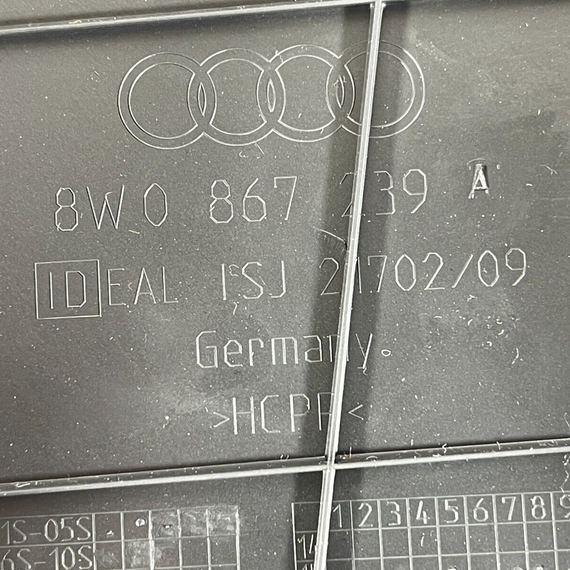 8W0 867 239 A
IDEAL ISJ 21702/09
Germany
>HCPP<
1S-05S
6S-10S
1 2 3 4 5 6 7 8 9